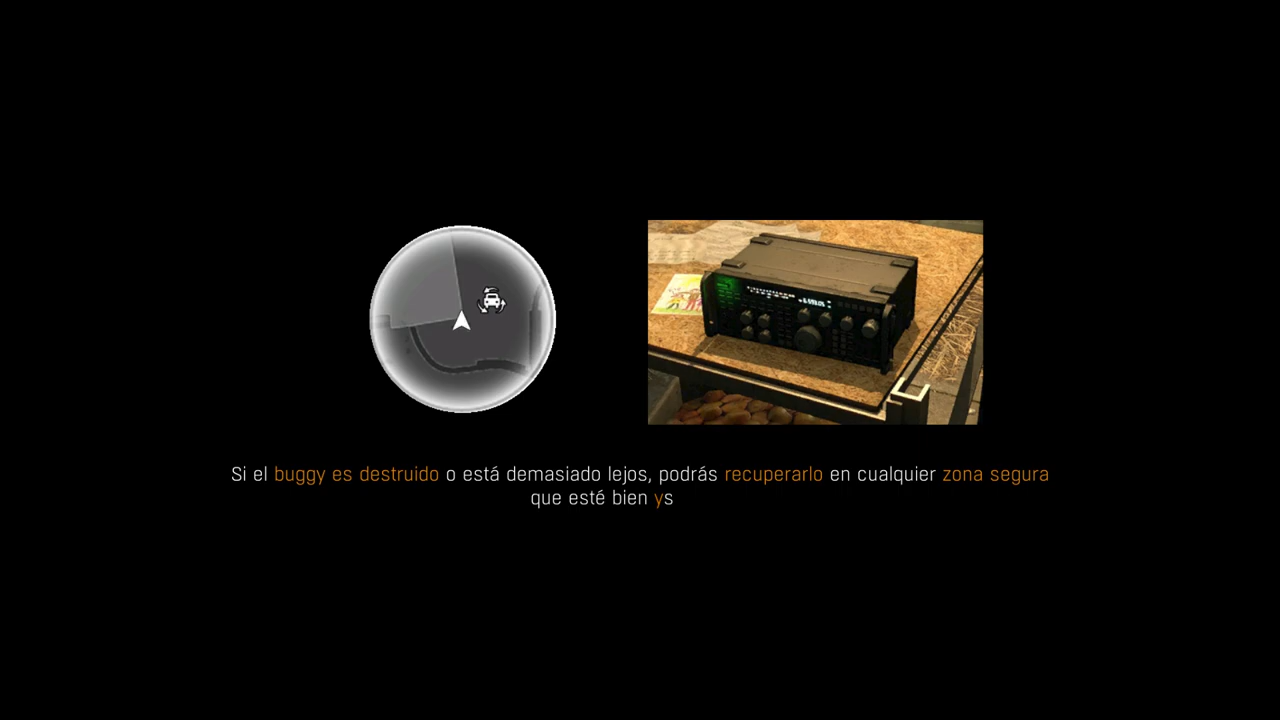 Si el buggy es destruido o está demasiado lejos, podrás recuperarlo en cualquier zona segura
que esté bien ys